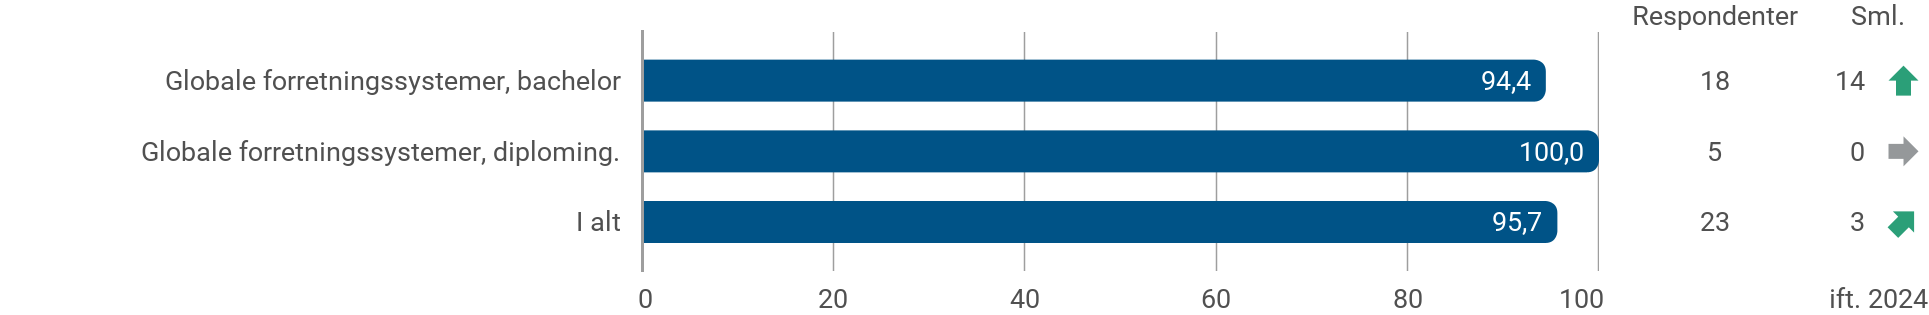 Respondenter Sml.
Globale forretningssystemer, bachelor 94,4 18 14
Globale forretningssystemer, diploming. 100,0 5 0
I alt 95,7 23 3
0 20 40 60 80 100 ift. 2024